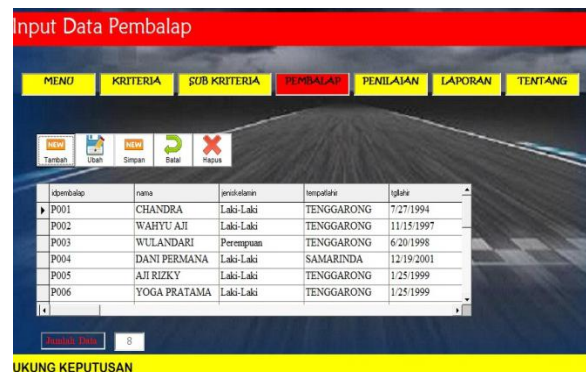 Input Data Pembalap
MENU KRITERIA SUB KRITERIA PEMBALAP PENILAIAN LAPORAN TENTANG
NEW NEW
Tambah Ubah Simpan Batal Hapus
idpembalap nama jeniskelamin tempatlahir tgllahir
P001 CHANDRA Laki-Laki TENGGARONG 7/27/1994
P002 WAHYU AJI Laki-Laki TENGGARONG 11/15/1997
P003 WULANDARI Perempuan TENGGARONG 6/20/1998
P004 DANI PERMANA Laki-Laki SAMARINDA 12/19/2001
P005 AJI RIZKY Laki-Laki TENGGARONG 1/25/1999
P006 YOGA PRATAMA Laki-Laki TENGGARONG 1/25/1999
Jumlah Data 8
UKUNG KEPUTUSAN